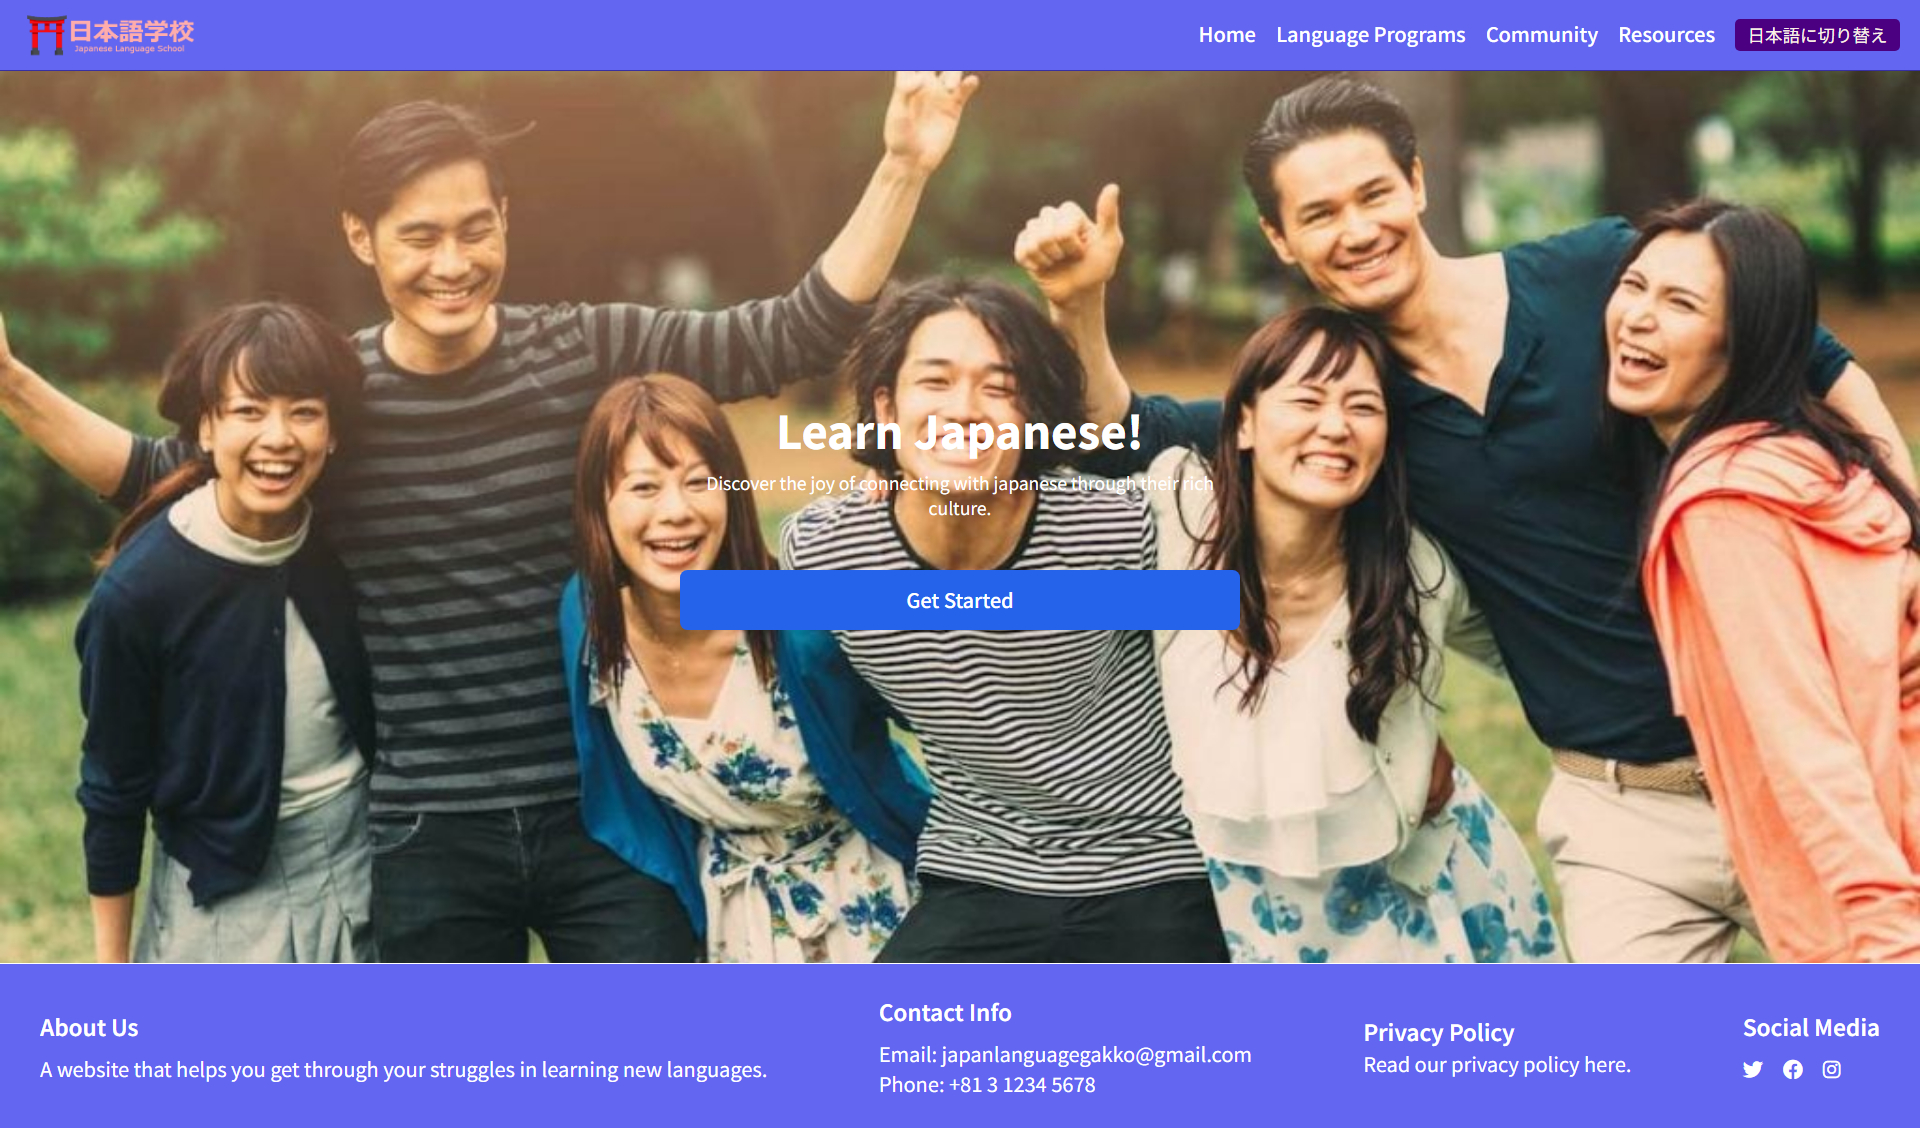 日本語学校
Japanese Language School
Home
Language Programs
Community
Resources
日本語に切り替え
Learn Japanese!
Discover the joy of connecting with japanese through their rich
culture.
Get Started
About Us
A website that helps you get through your struggles in learning new languages.
Contact Info
Email: japanlanguagegakko@gmail.com
Phone: +81 3 1234 5678
Privacy Policy
Read our privacy policy here.
Social Media